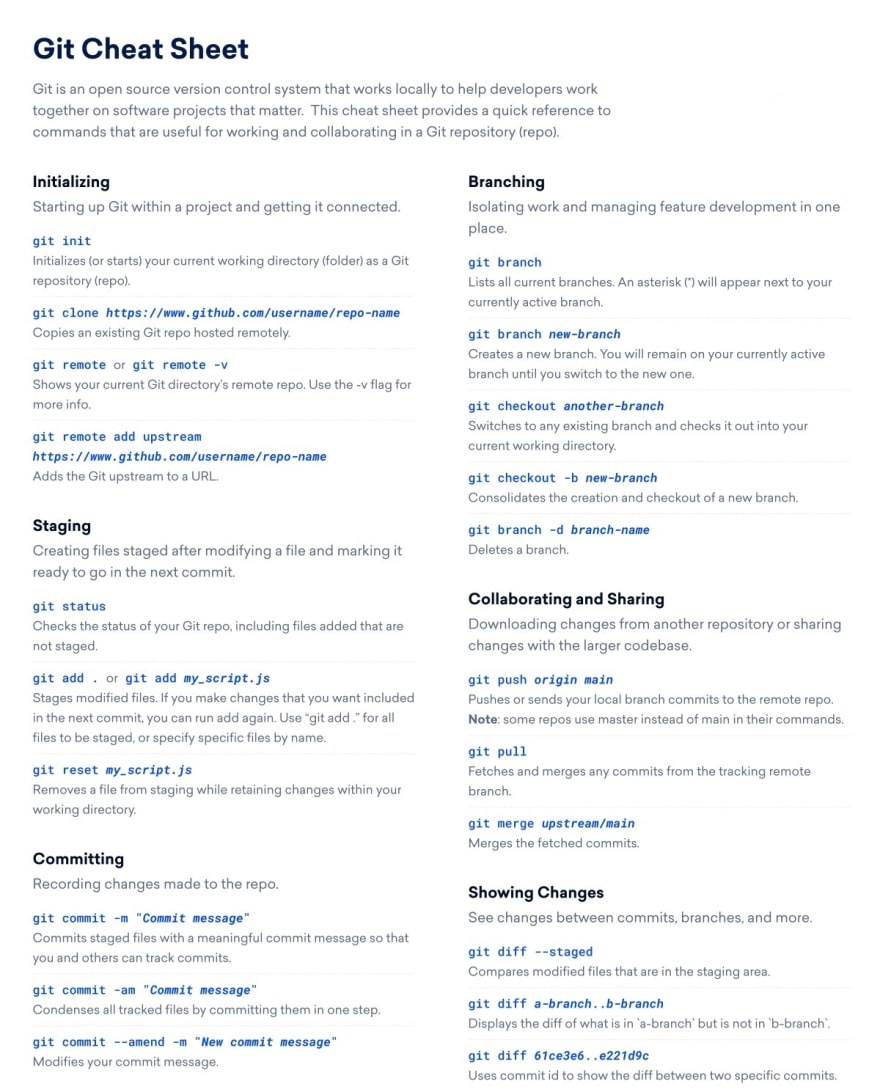 Git Cheat Sheet
Git is an open source version control system that works locally to help developers work
together on software projects that matter.  This cheat sheet provides a quick reference to
commands that are useful for working and collaborating in a Git repository (repo).
Initializing
Starting up Git within a project and getting it connected.
git init
Initializes (or starts) your current working directory (folder) as a Git
repository (repo).
git clone https://www.github.com/username/repo-name
Copies an existing Git repo hosted remotely.
git remote or git remote -v
Shows your current Git directory's remote repo. Use the -v flag for
more info.
git remote add upstream
https://www.github.com/username/repo-name
Adds the Git upstream to a URL.
Staging
Creating files staged after modifying a file and marking it
ready to go in the next commit.
git status
Checks the status of your Git repo, including files added that are
not staged.
git add . or git add my_script.js
Stages modified files. If you make changes that you want included
in the next commit, you can run add again. Use “git add .” for all
files to be staged, or specify specific files by name.
git reset my_script.js
Removes a file from staging while retaining changes within your
working directory.
Committing
Recording changes made to the repo.
git commit -m "Commit message"
Commits staged files with a meaningful commit message so that
you and others can track commits.
git commit -am "Commit message"
Condenses all tracked files by committing them in one step.
git commit --amend -m "New commit message"
Modifies your commit message.
Branching
Isolating work and managing feature development in one
place.
git branch
Lists all current branches. An asterisk (*) will appear next to your
currently active branch.
git branch new-branch
Creates a new branch. You will remain on your currently active
branch until you switch to the new one.
git checkout another-branch
Switches to any existing branch and checks it out into your
current working directory.
git checkout -b new-branch
Consolidates the creation and checkout of a new branch.
git branch -d branch-name
Deletes a branch.
Collaborating and Sharing
Downloading changes from another repository or sharing
changes with the larger codebase.
git push origin main
Pushes or sends your local branch commits to the remote repo.
Note: some repos use master instead of main in their commands.
git pull
Fetches and merges any commits from the tracking remote
branch.
git merge upstream/main
Merges the fetched commits.
Showing Changes
See changes between commits, branches, and more.
git diff --staged
Compares modified files that are in the staging area.
git diff a-branch..b-branch
Displays the diff of what is in `a-branch` but is not in `b-branch`.
git diff 61ce3e6..e221d9c
Uses commit id to show the diff between two specific commits.